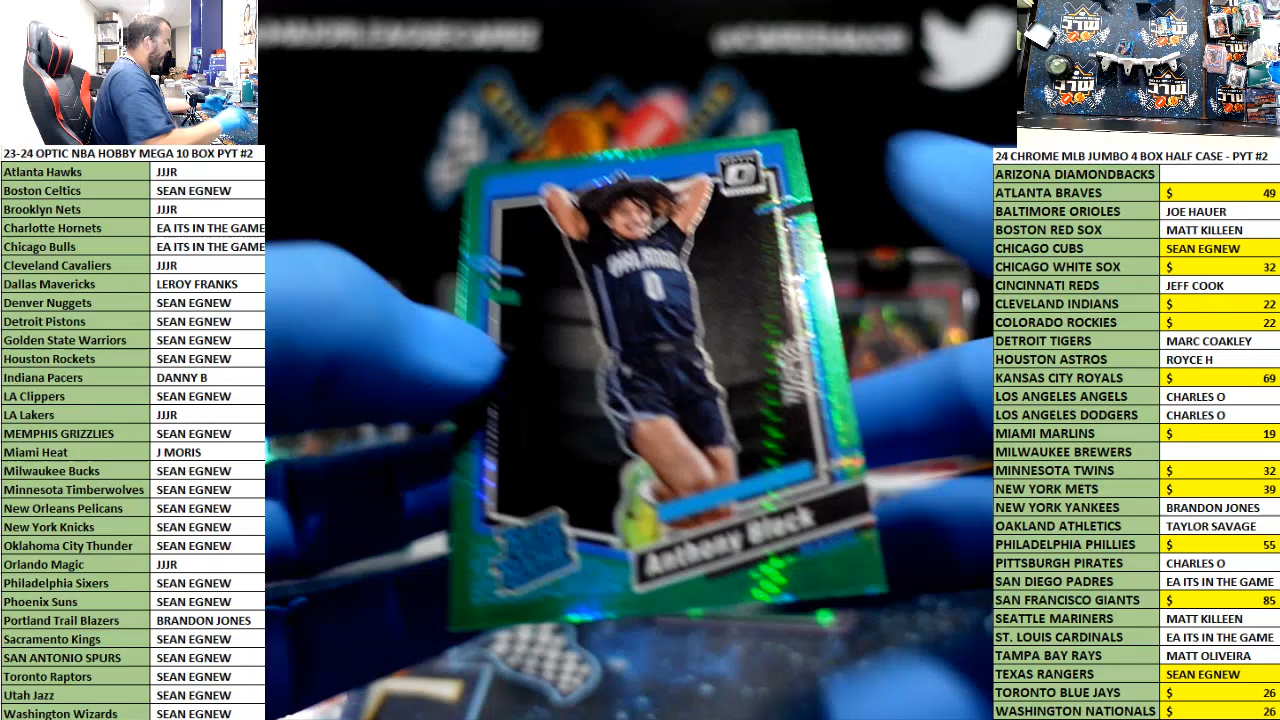 23-24 OPTIC NBA HOBBY MEGA 10 BOX PYT #2
Atlanta Hawks JJJR
Boston Celtics SEAN EGNEW
Brooklyn Nets JJJR
Charlotte Hornets EA ITS IN THE GAME
Chicago Bulls EA ITS IN THE GAME
Cleveland Cavaliers JJJR
Dallas Mavericks LEROY FRANKS
Denver Nuggets SEAN EGNEW
Detroit Pistons SEAN EGNEW
Golden State Warriors SEAN EGNEW
Houston Rockets SEAN EGNEW
Indiana Pacers DANNY B
LA Clippers SEAN EGNEW
LA Lakers JJJR
MEMPHIS GRIZZLIES SEAN EGNEW
Miami Heat J MORIS
Milwaukee Bucks SEAN EGNEW
Minnesota Timberwolves SEAN EGNEW
New Orleans Pelicans SEAN EGNEW
New York Knicks SEAN EGNEW
Oklahoma City Thunder SEAN EGNEW
Orlando Magic JJJR
Philadelphia Sixers SEAN EGNEW
Phoenix Suns SEAN EGNEW
Portland Trail Blazers BRANDON JONES
Sacramento Kings SEAN EGNEW
SAN ANTONIO SPURS SEAN EGNEW
Toronto Raptors SEAN EGNEW
Utah Jazz SEAN EGNEW
Washington Wizards SEAN EGNEW
ORLANDO
0
Anthony Black
24 CHROME MLB JUMBO 4 BOX HALF CASE - PYT #2
ARIZONA DIAMONDBACKS
ATLANTA BRAVES $ 49
BALTIMORE ORIOLES JOE HAUER
BOSTON RED SOX MATT KILLEEN
CHICAGO CUBS SEAN EGNEW
CHICAGO WHITE SOX $ 32
CINCINNATI REDS JEFF COOK
CLEVELAND INDIANS $ 22
COLORADO ROCKIES $ 22
DETROIT TIGERS MARC COAKLEY
HOUSTON ASTROS ROYCE H
KANSAS CITY ROYALS $ 69
LOS ANGELES ANGELS CHARLES O
LOS ANGELES DODGERS CHARLES O
MIAMI MARLINS $ 19
MILWAUKEE BREWERS
MINNESOTA TWINS $ 32
NEW YORK METS $ 39
NEW YORK YANKEES BRANDON JONES
OAKLAND ATHLETICS TAYLOR SAVAGE
PHILADELPHIA PHILLIES $ 55
PITTSBURGH PIRATES CHARLES O
SAN DIEGO PADRES EA ITS IN THE GAME
SAN FRANCISCO GIANTS $ 85
SEATTLE MARINERS MATT KILLEEN
ST. LOUIS CARDINALS EA ITS IN THE GAME
TAMPA BAY RAYS MATT OLIVEIRA
TEXAS RANGERS SEAN EGNEW
TORONTO BLUE JAYS $ 26
WASHINGTON NATIONALS $ 26